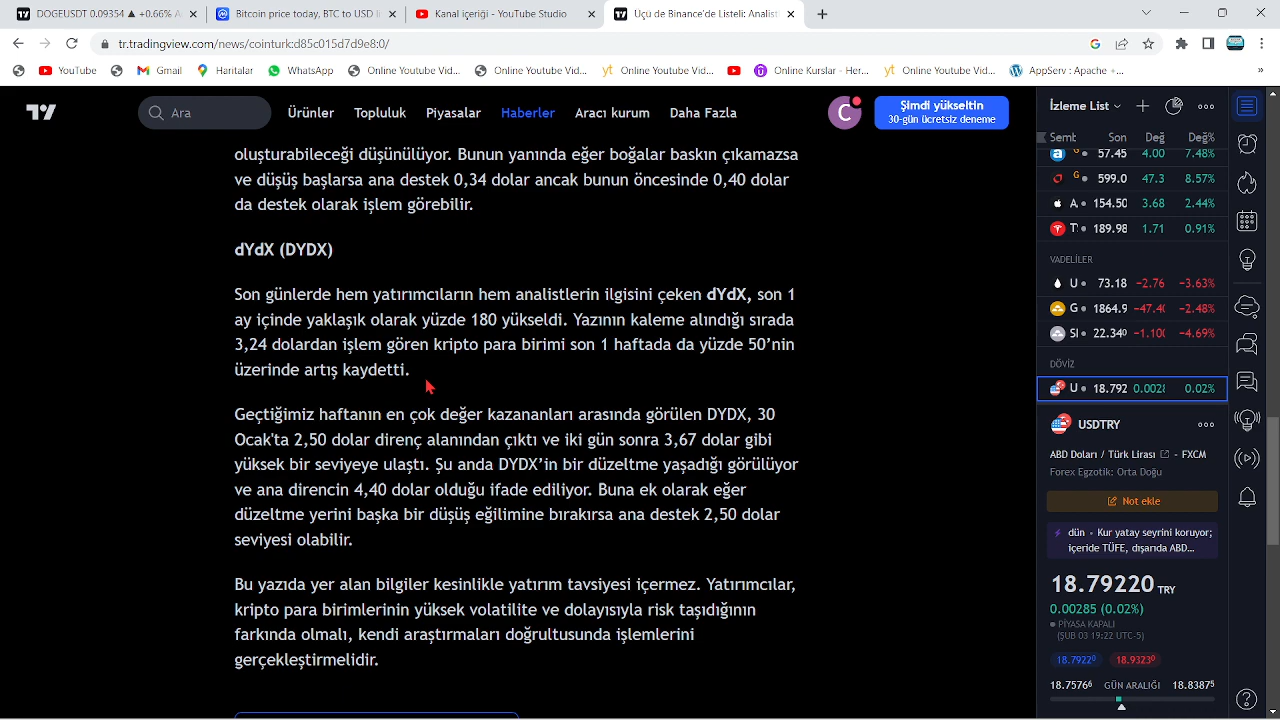 DOGEUSDT 0.09354 ▲ +0.66% A
Bitcoin price today, BTC to USD li
Kanal içeriği - YouTube Studio
Üçü de Binance'de Listeli: Analist
tr.tradingview.com/news/cointurkcd85c015d7d9e8:0/
YouTube
Gmail
Haritalar
WhatsApp
Online Youtube Vid...
Online Youtube Vid...
Online Youtube Vid...
Online Kurslar - Her...
Online Youtube Vid...
AppServ : Apache +...
»
Ara
Ürünler
Topluluk
Piyasalar
Haberler
Aracı kurum
Daha Fazla
C
Şimdi yükseltin
30-gün ücretsiz deneme
oluşturabileceği düşünülüyor. Bunun yanında eğer boğalar baskın çıkamazsa
ve düşüş başlarsa ana destek 0,34 dolar ancak bunun öncesinde 0,40 dolar
da destek olarak işlem görebilir.
dYdX (DYDX)
Son günlerde hem yatırımcıların hem analistlerin ilgisini çeken dYdX, son 1
ay içinde yaklaşık olarak yüzde 180 yükseldi. Yazının kaleme alındığı sırada
3,24 dolardan işlem gören kripto para birimi son 1 haftada da yüzde 50’nin
üzerinde artış kaydetti.
Geçtiğimiz haftanın en çok değer kazananları arasında görülen DYDX, 30
Ocak'ta 2,50 dolar direnç alanından çıktı ve iki gün sonra 3,67 dolar gibi
yüksek bir seviyeye ulaştı. Şu anda DYDX’in bir düzeltme yaşadığı görülüyor
ve ana direncin 4,40 dolar olduğu ifade ediliyor. Buna ek olarak eğer
düzeltme yerini başka bir düşüş eğilimine bırakırsa ana destek 2,50 dolar
seviyesi olabilir.
Bu yazıda yer alan bilgiler kesinlikle yatırım tavsiyesi içermez. Yatırımcılar,
kripto para birimlerinin yüksek volatilite ve dolayısıyla risk taşıdığının
farkında olmalı, kendi araştırmaları doğrultusunda işlemlerini
gerçekleştirmelidir.
İzleme List
Semb Son Değ Değ%
G 57.45 4.00 7.48%
G 599.0 47.3 8.57%
A 154.50 3.68 2.44%
T 189.98 1.71 0.91%
VADELİLER
U 73.18 −2.76 −3.63%
G 1864.9 −47.40 −2.48%
SI 22.340 −1.100 −4.69%
DÖVİZ
U 18.792 0.0028 0.02%
USDTRY
ABD Doları / Türk Lirası - FXCM
Forex Egzotik: Orta Doğu
Not ekle
dün - Kur yatay seyrini koruyor;
içeride TÜFE, dışarıda ABD...
18.79220 TRY
0.00285 (0.02%)
PİYASA KAPALI
(ŞUB 03 19:22 UTC-5)
18.79220 18.93230
18.75766 GÜN ARALIĞI 18.83875